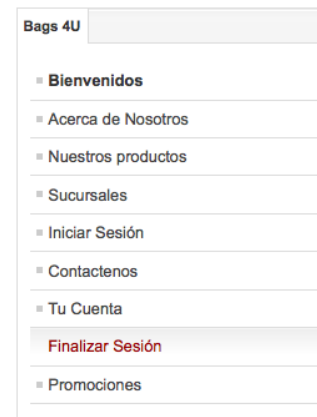 Bags 4U
Bienvenidos
Acerca de Nosotros
Nuestros productos
Sucursales
Iniciar Sesión
Contactenos
Tu Cuenta
Finalizar Sesión
Promociones